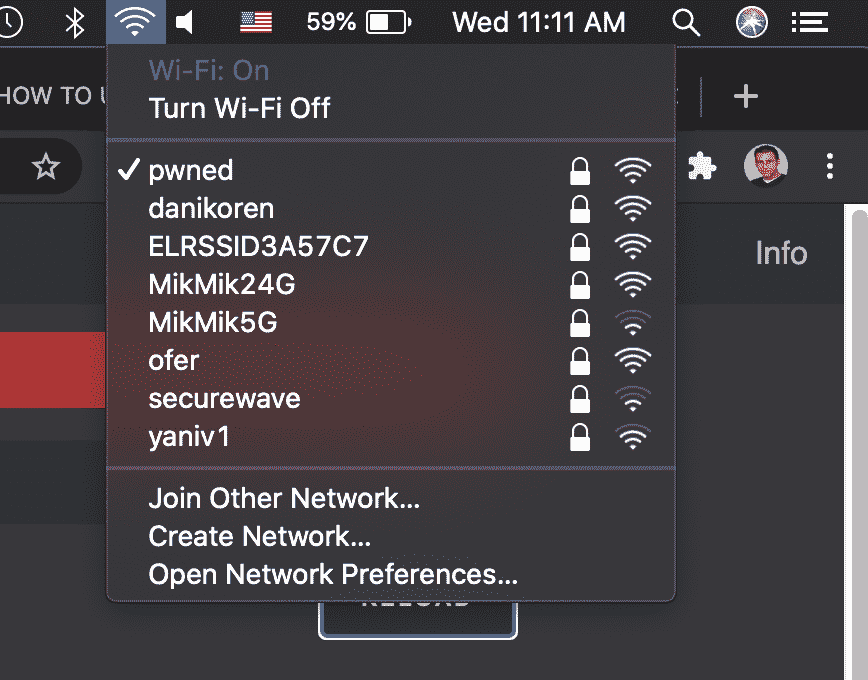 59% Wed 11:11 AM
HOW TO
Wi-Fi: On
Turn Wi-Fi Off
pwned
danikoren
ELRSSID3A57C7
MikMik24G
MikMik5G
Info
ofer
securewave
yaniv1
Join Other Network...
Create Network...
Open Network Preferences...
RELOAD